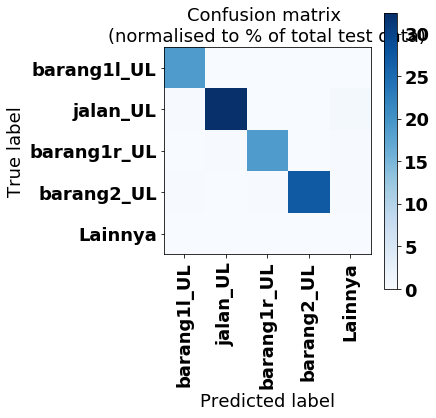 Confusion matrix
(normalised to % of total test data)
True label
barang1l_UL
jalan_UL
barang1r_UL
barang2_UL
Lainnya
barang1l_UL
jalan_UL
barang1r_UL
barang2_UL
Lainnya
Predicted label
30
25
20
15
10
5
0